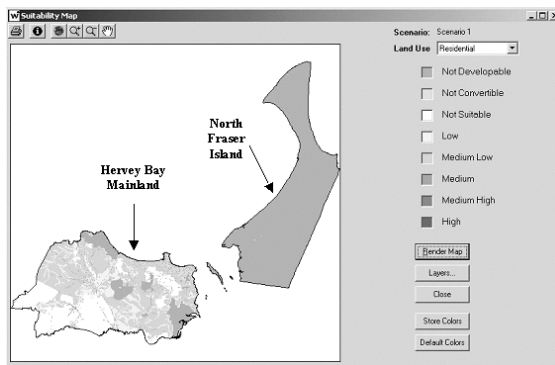 Suitability Map
Scenario: Scenario 1
Land Use Residential
Not Developable
Not Convertible
Not Suitable
Low
Medium Low
Medium
Medium High
High
North
Fraser
Island
Hervey Bay
Mainland
Render Map
Layers...
Close
Store Colors
Default Colors